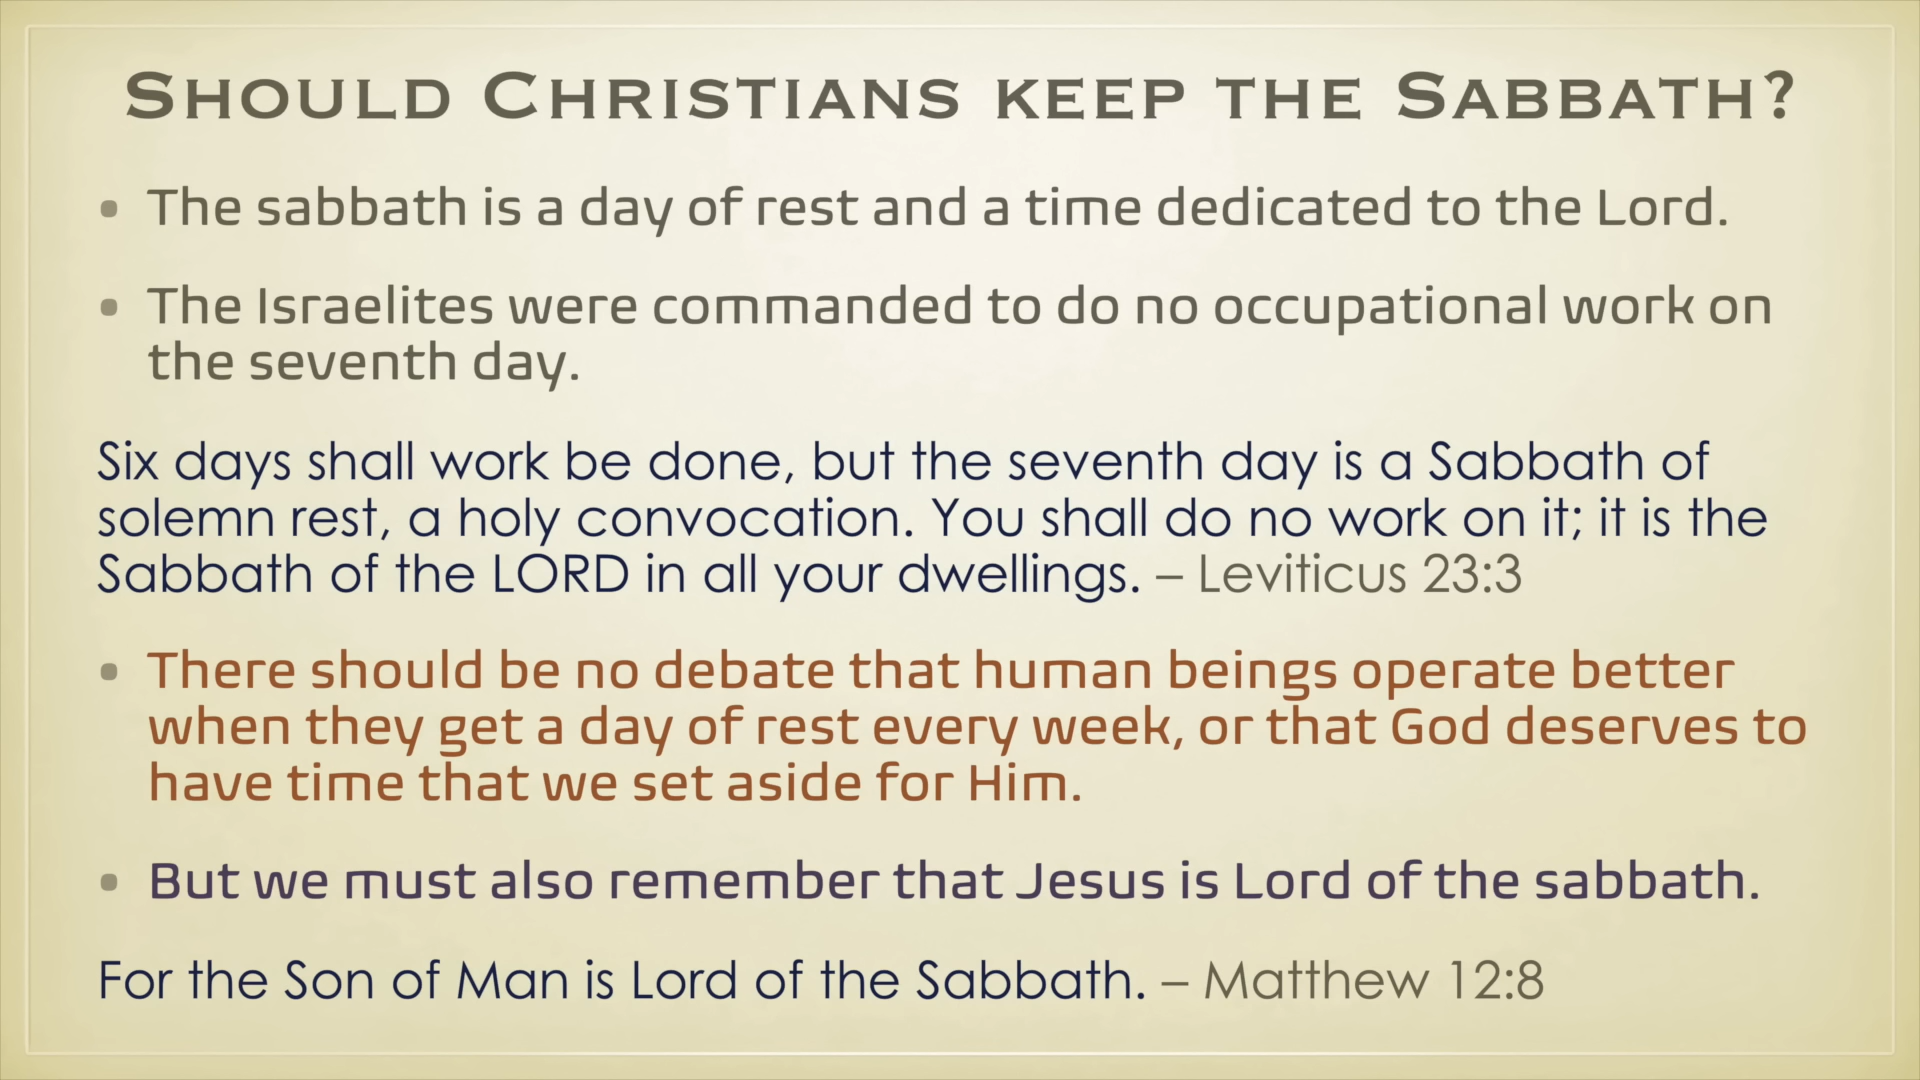 Should Christians keep the Sabbath?
• The sabbath is a day of rest and a time dedicated to the Lord.
• The Israelites were commanded to do no occupational work on
the seventh day.
Six days shall work be done, but the seventh day is a Sabbath of
solemn rest, a holy convocation. You shall do no work on it; it is the
Sabbath of the LORD in all your dwellings. – Leviticus 23:3
• There should be no debate that human beings operate better
when they get a day of rest every week, or that God deserves to
have time that we set aside for Him.
• But we must also remember that Jesus is Lord of the sabbath.
For the Son of Man is Lord of the Sabbath. – Matthew 12:8